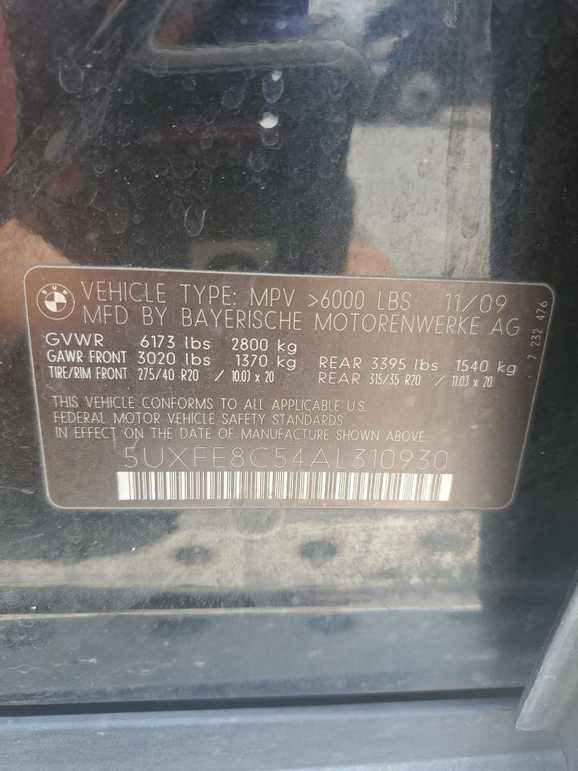 BMW
VEHICLE TYPE: MPV >6000 LBS 11/09
MFD BY BAYERISCHE MOTORENWERKE AG
GVWR 6173 lbs 2800 kg
GAWR FRONT 3020 lbs 1370 kg REAR 3395 lbs 1540 kg
TIRE/RIM FRONT 275/40 R20 / 10.0J x 20 REAR 315/35 R20 / 11.0J x 20
THIS VEHICLE CONFORMS TO ALL APPLICABLE U.S.
FEDERAL MOTOR VEHICLE SAFETY STANDARDS
IN EFFECT ON THE DATE OF MANUFACTURE SHOWN ABOVE.
5UXFE8C54AL310930
7 232 476